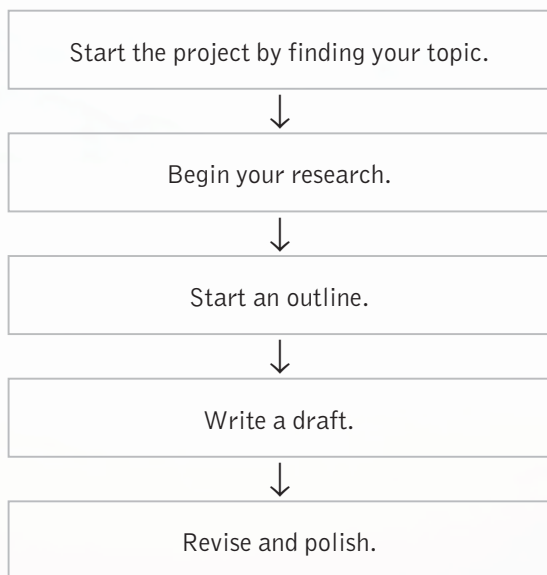 Start the project by finding your topic.
Begin your research.
Start an outline.
Write a draft.
Revise and polish.